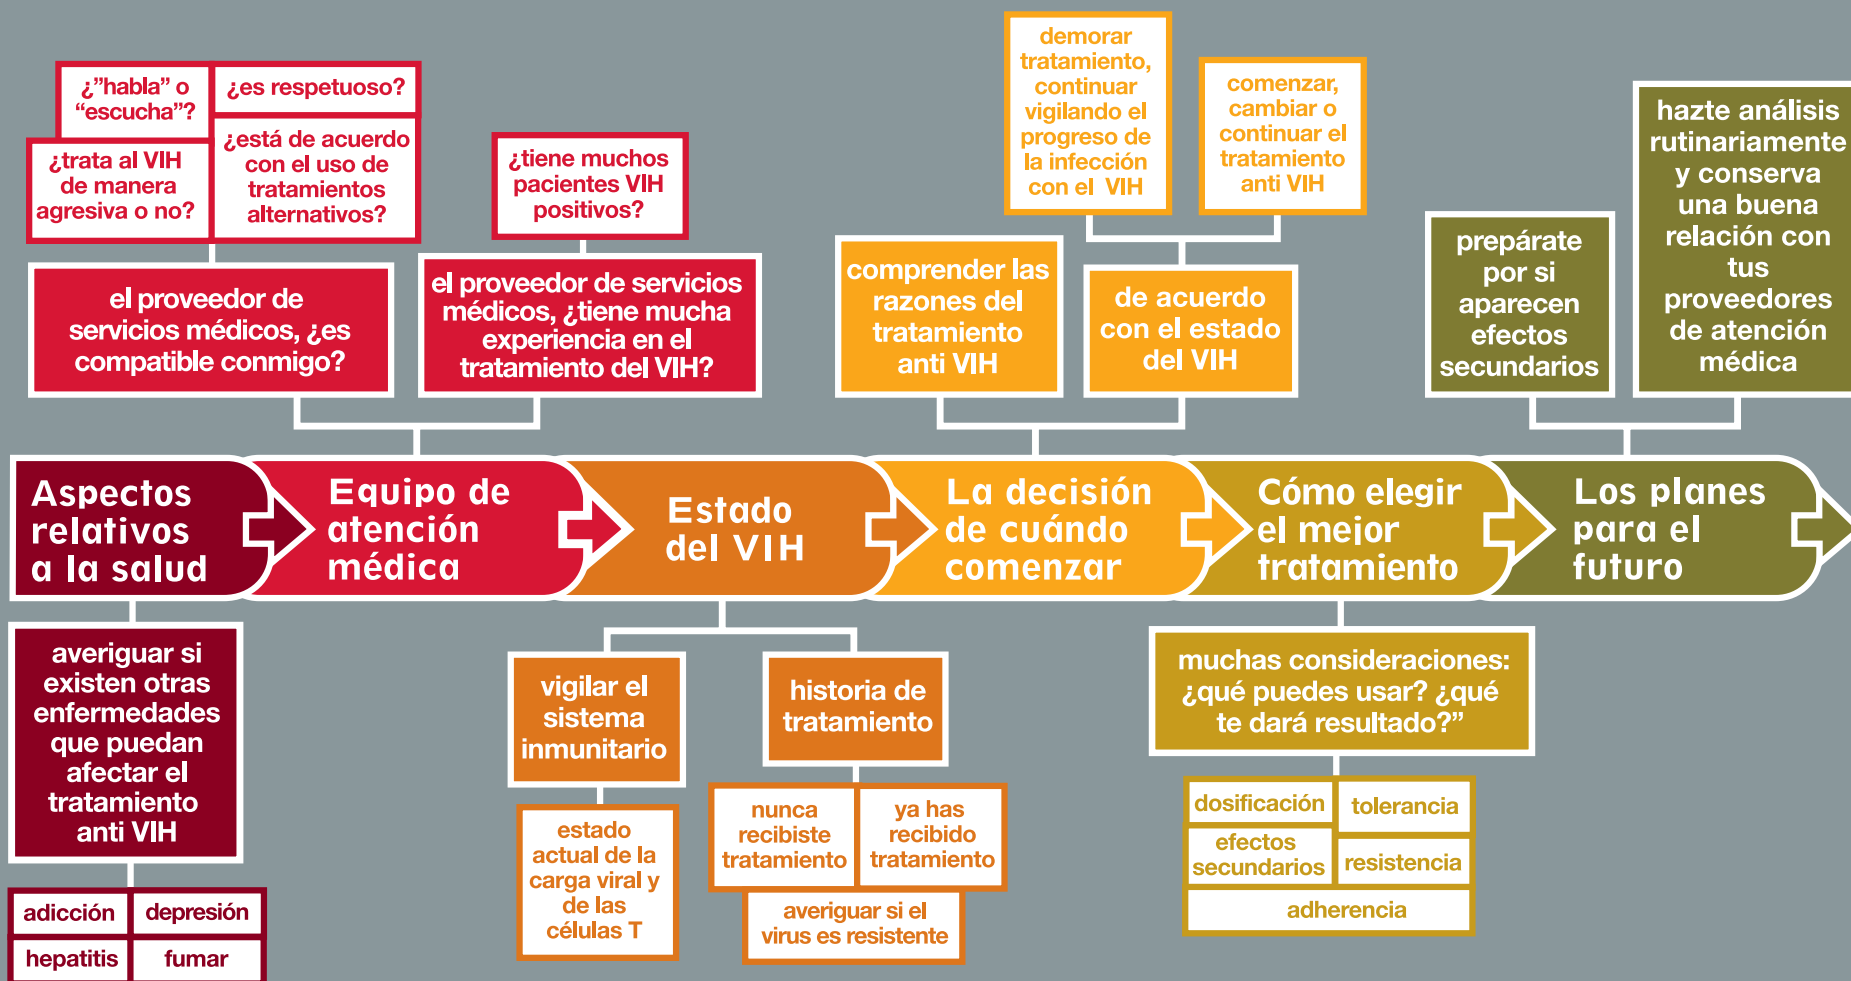 ¿”habla” o
“escucha”?
¿es respetuoso?
¿trata al VIH
de manera
agresiva o no?
¿está de acuerdo
con el uso de
tratamientos
alternativos?
¿tiene muchos
pacientes VIH
positivos?
el proveedor de
servicios médicos, ¿es
compatible conmigo?
el proveedor de servicios
médicos, ¿tiene mucha
experiencia en el
tratamiento del VIH?
demorar
tratamiento,
continuar
vigilando el
progreso de
la infección
con el VIH
comenzar,
cambiar o
continuar el
tratamiento
anti VIH
comprender las
razones del
tratamiento
anti VIH
de acuerdo
con el estado
del VIH
prepárate
por si
aparecen
efectos
secundarios
hazte análisis
rutinariamente
y conserva
una buena
relación con
tus
proveedores
de atención
médica
Aspectos
relativos
a la salud
Equipo de
atención
médica
Estado
del VIH
La decisión
de cuándo
comenzar
Cómo elegir
el mejor
tratamiento
Los planes
para el
futuro
averiguar si
existen otras
enfermedades
que puedan
afectar el
tratamiento
anti VIH
adicción
depresión
hepatitis
fumar
vigilar el
sistema
inmunitario
estado
actual de la
carga viral y
de las
células T
historia de
tratamiento
nunca
recibiste
tratamiento
ya has
recibido
tratamiento
averiguar si el
virus es resistente
muchas consideraciones:
¿qué puedes usar? ¿qué
te dará resultado?”
dosificación
tolerancia
efectos
secundarios
resistencia
adherencia